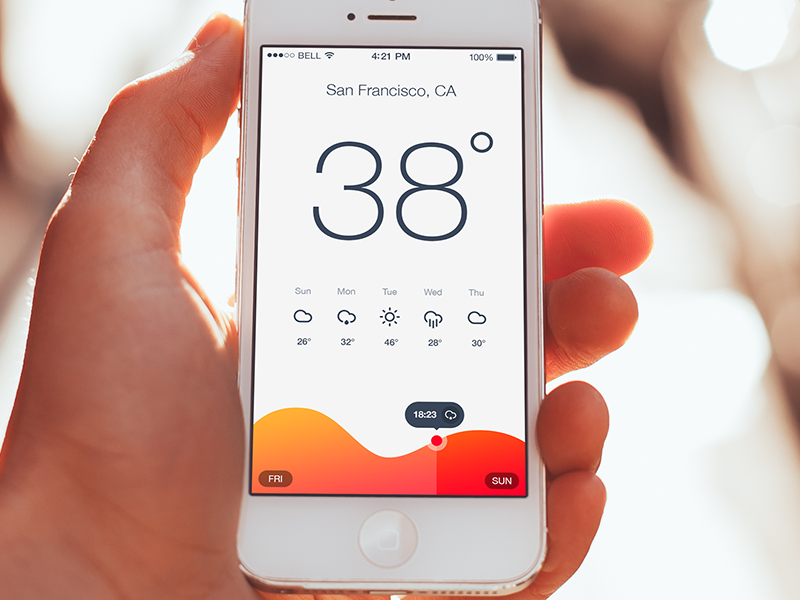 BELL 4:21 PM 100%
San Francisco, CA
38°
Sun Mon Tue Wed Thu
26° 32° 46° 28° 30°
18:23
FRI SUN